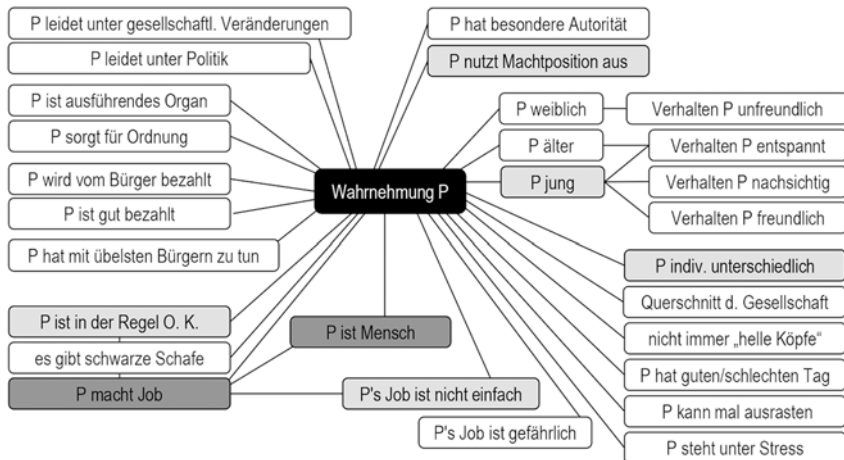 P leidet unter gesellschaftl. Veränderungen
P leidet unter Politik
P ist ausführendes Organ
P sorgt für Ordnung
P wird vom Bürger bezahlt
P ist gut bezahlt
P hat mit übelsten Bürgern zu tun
P ist in der Regel O. K.
es gibt schwarze Schafe
P macht Job
Wahrnehmung P
P ist Mensch
P's Job ist nicht einfach
P's Job ist gefährlich
P hat besondere Autorität
P nutzt Machtposition aus
P weiblich
Verhalten P unfreundlich
P älter
Verhalten P entspannt
P jung
Verhalten P nachsichtig
Verhalten P freundlich
P indiv. unterschiedlich
Querschnitt d. Gesellschaft
nicht immer „helle Köpfe“
P hat guten/schlechten Tag
P kann mal ausrasten
P steht unter Stress